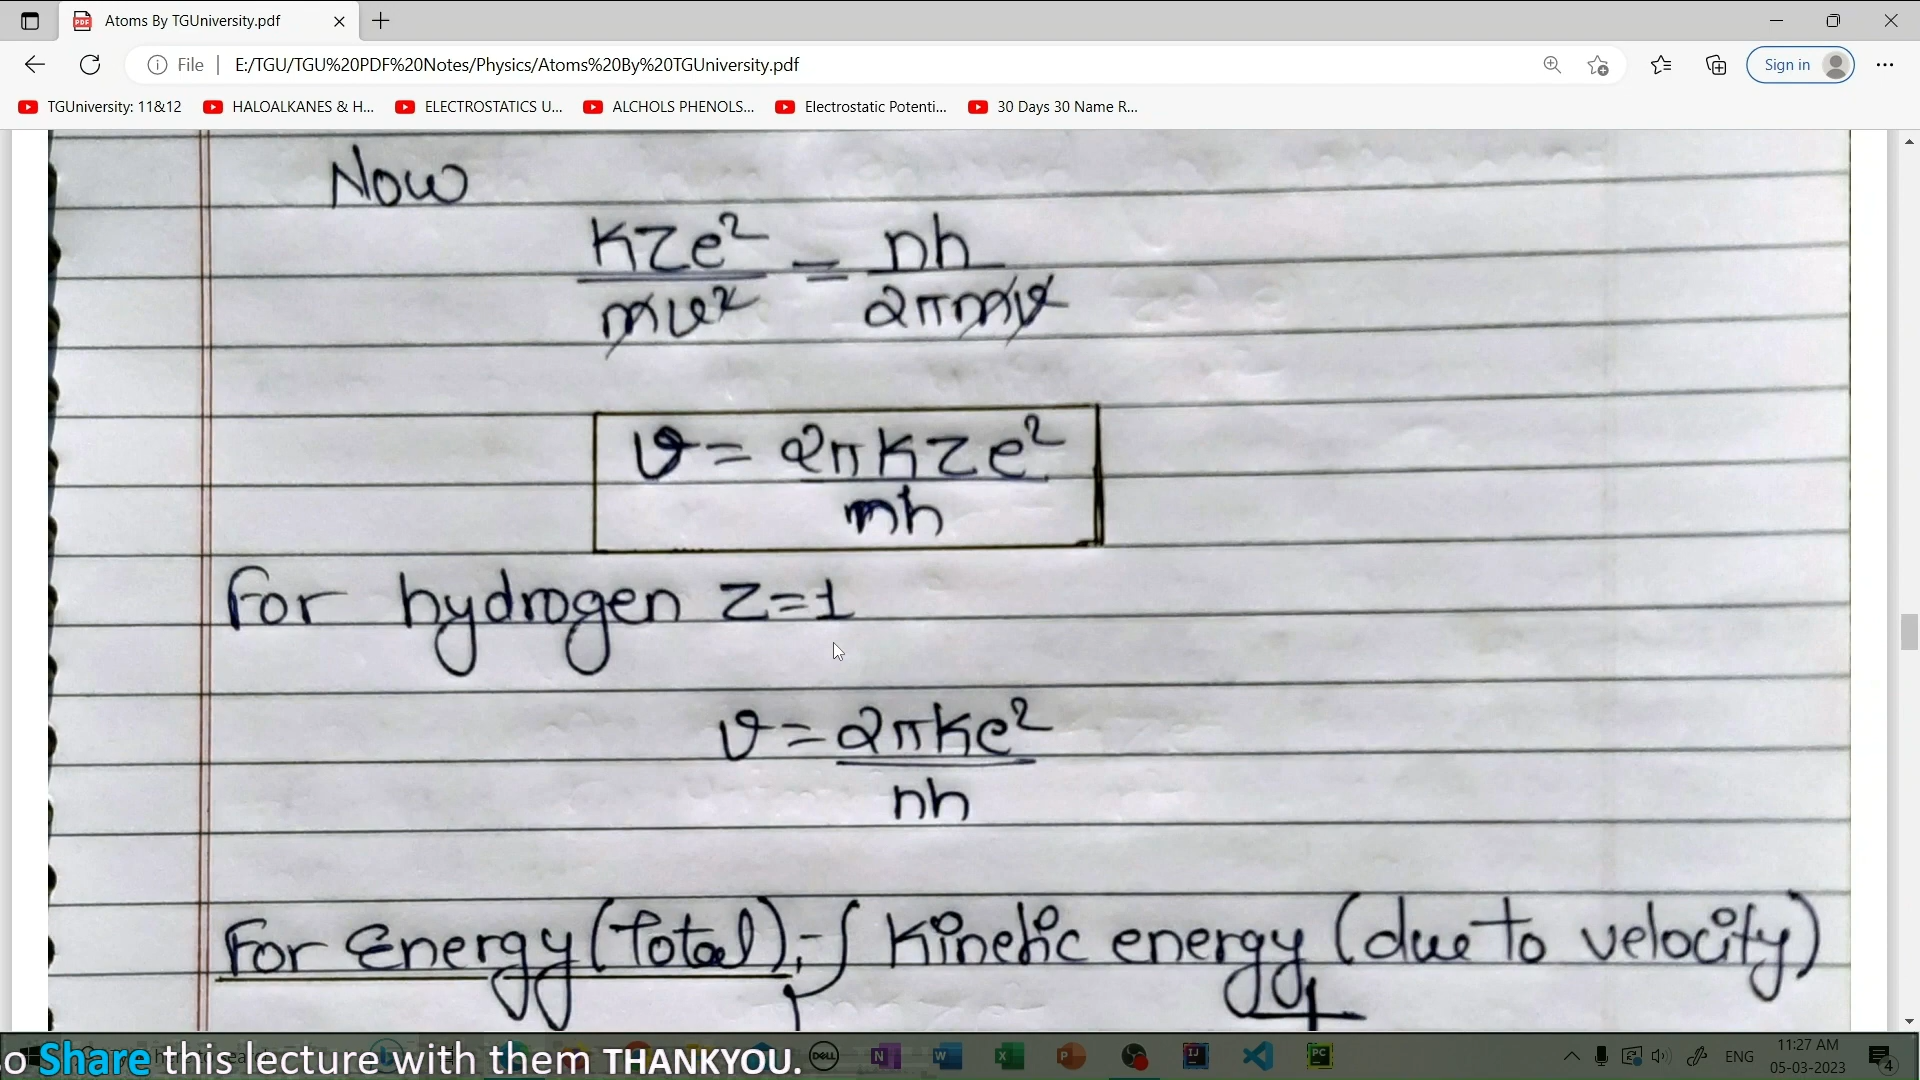 Atoms By TGUniversity.pdf
File | E:/TGU/TGU%20PDF%20Notes/Physics/Atoms%20By%20TGUniversity.pdf
Sign in
TGUniversity: 11&12 HALOALKANES & H... ELECTROSTATICS U... ALCHOLS PHENOLS... Electrostatic Potenti... 30 Days 30 Name R...
Now
KZe²/mv² = nh/2πmv
v = 2πKZe²/nh
For hydrogen Z=1
v = 2πKe²/nh
For Energy (Total):- Kinetic energy (due to velocity)
o Share this lecture with them THANKYOU.
DELL
ENG
11:27 AM
05-03-2023
4